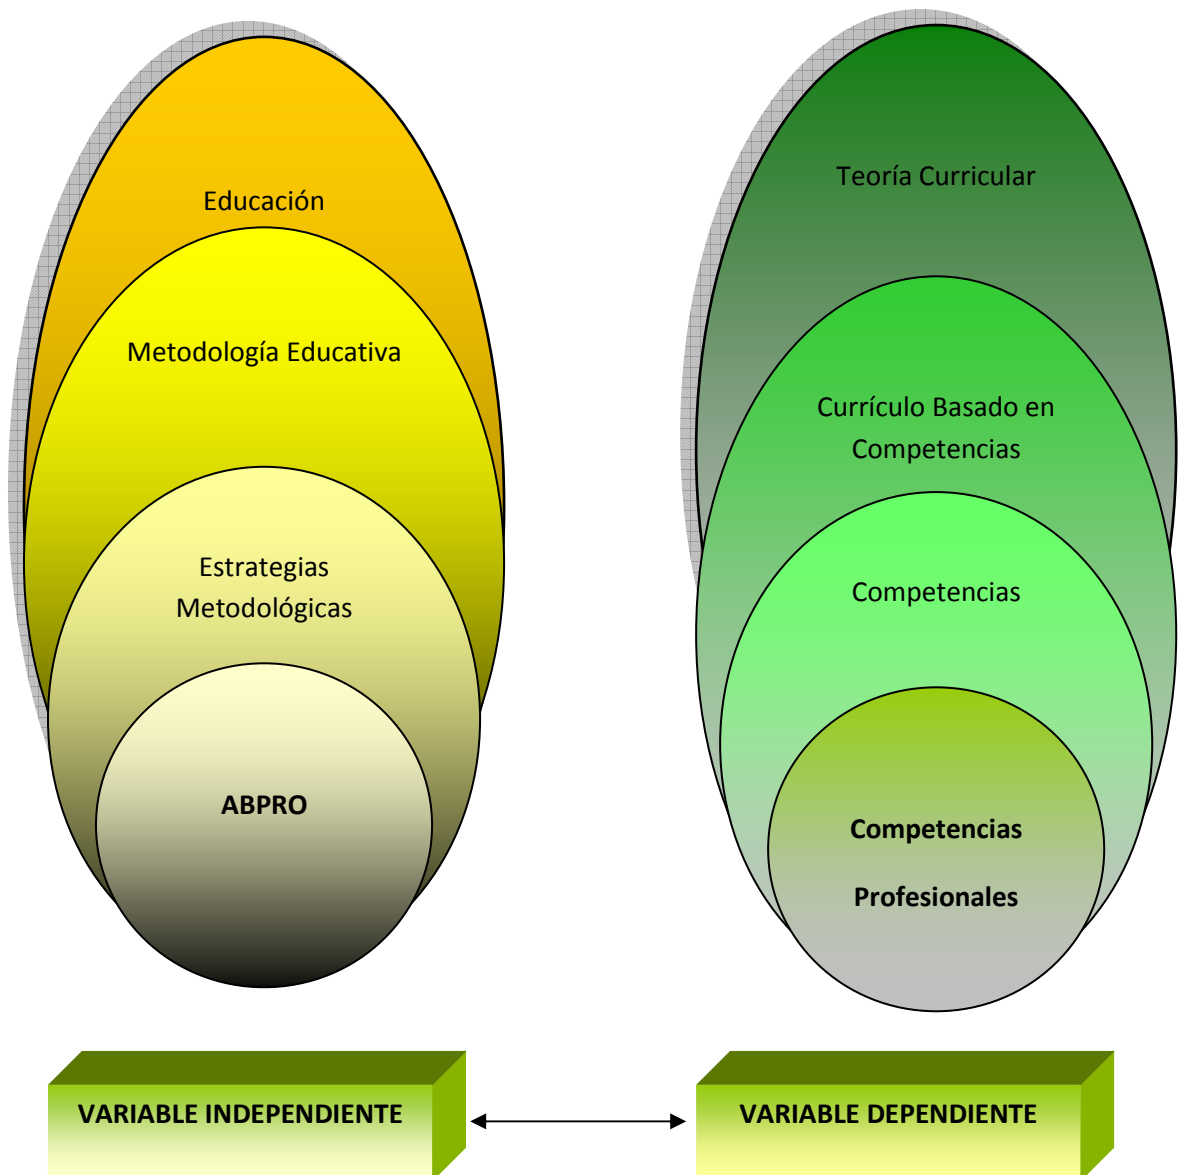 Educación
Metodología Educativa
Estrategias
Metodológicas
ABPRO
Teoría Curricular
Currículo Basado en
Competencias
Competencias
Competencias
Profesionales
VARIABLE INDEPENDIENTE
VARIABLE DEPENDIENTE